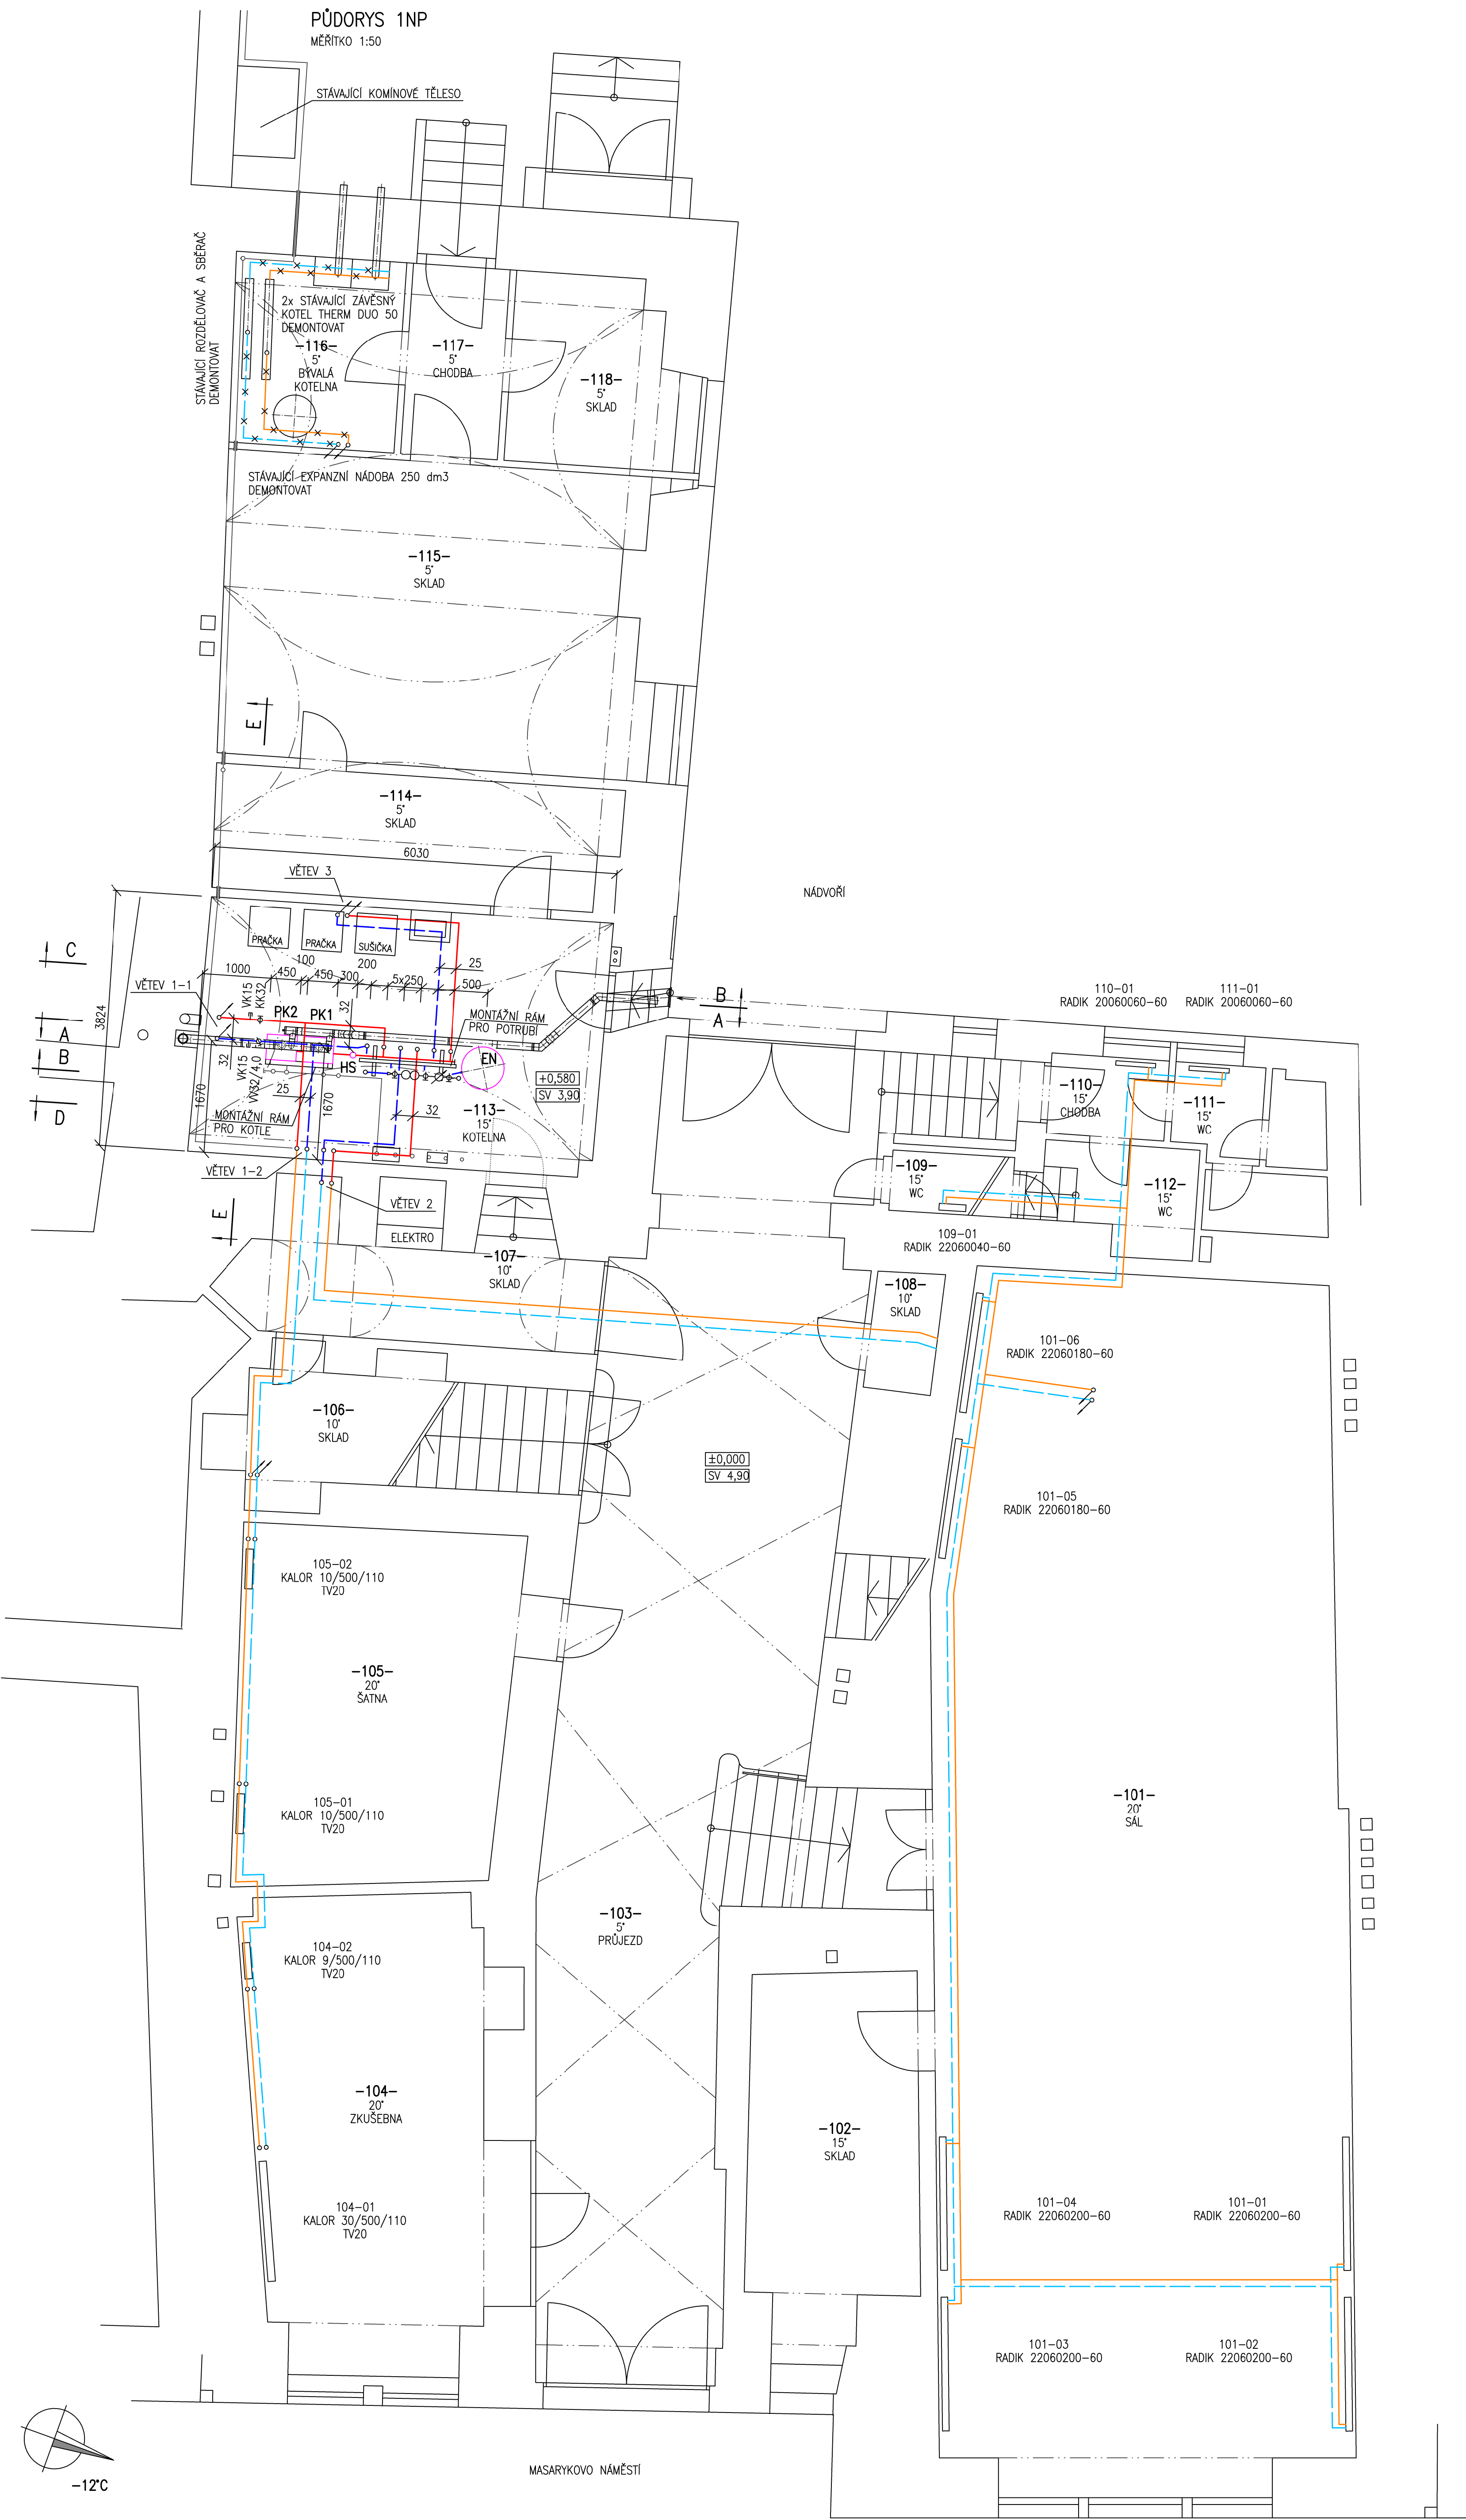 PŮDORYS 1NP
MĚŘÍTKO 1:50
STÁVAJÍCÍ KOMÍNOVÉ TĚLESO
STÁVAJÍCÍ ROZDĚLOVAČ A SBĚRAČ
DEMONTOVAT
2x STÁVAJÍCÍ ZÁVĚSNÝ
KOTEL THERM DUO 50
DEMONTOVAT
-116-
5°
BÝVALÁ
KOTELNA
-117-
5°
CHODBA
-118-
5°
SKLAD
STÁVAJÍCÍ EXPANZNÍ NÁDOBA 250 dm3
DEMONTOVAT
-115-
5°
SKLAD
E
-114-
5°
SKLAD
6030
VĚTEV 3
NÁDVOŘÍ
PRAČKA
PRAČKA
SUŠIČKA
C
3824
VĚTEV 1-1
1000
450
100
450
300
200
5x250
25
500
VK15
KK32
PK2
PK1
32
MONTÁŽNÍ RÁM
PRO POTRUBÍ
B
A
A
B
D
32
VK15
VV32/4,0
HS
EN
1670
25
1670
MONTÁŽNÍ RÁM
PRO KOTLE
32
-113-
15°
KOTELNA
+0,580
SV 3,90
110-01
RADIK 20060060-60
111-01
RADIK 20060060-60
-110-
15°
CHODBA
-111-
15°
WC
-109-
15°
WC
-112-
15°
WC
VĚTEV 1-2
VĚTEV 2
E
ELEKTRO
-107-
10°
SKLAD
109-01
RADIK 22060040-60
-108-
10°
SKLAD
101-06
RADIK 22060180-60
-106-
10°
SKLAD
±0,000
SV 4,90
101-05
RADIK 22060180-60
105-02
KALOR 10/500/110
TV20
-105-
20°
ŠATNA
105-01
KALOR 10/500/110
TV20
-101-
20°
SÁL
-103-
5°
PRŮJEZD
104-02
KALOR 9/500/110
TV20
-104-
20°
ZKUŠEBNA
-102-
15°
SKLAD
104-01
KALOR 30/500/110
TV20
101-04
RADIK 22060200-60
101-01
RADIK 22060200-60
101-03
RADIK 22060200-60
101-02
RADIK 22060200-60
MASARYKOVO NÁMĚSTÍ
-12°C